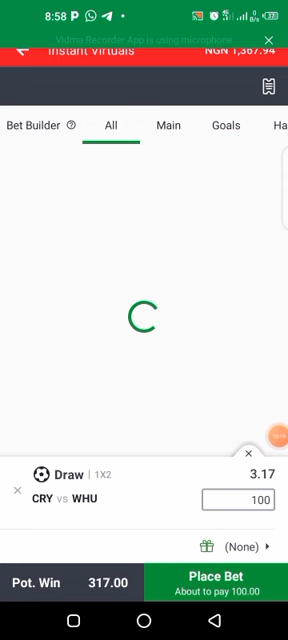 8:58
Vidma Recorder App is using microphone
Instant Virtuals NGN 1,367.94
Bet Builder All Main Goals Ha
Draw | 1X2 3.17
CRY vs WHU 100
(None)
Pot. Win 317.00 Place Bet
About to pay 100.00